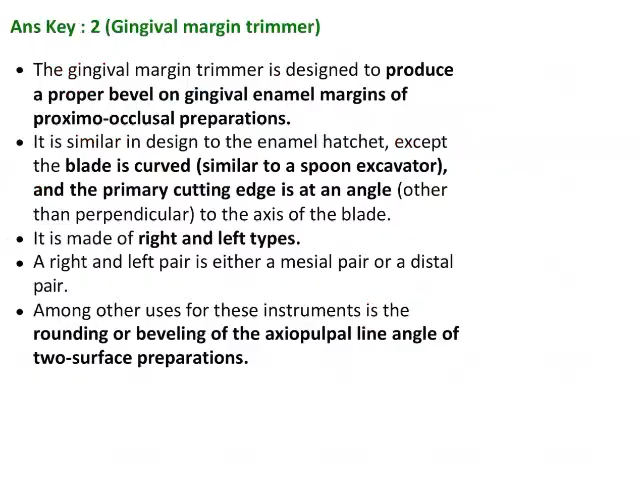 Ans Key : 2 (Gingival margin trimmer)
• The gingival margin trimmer is designed to produce
a proper bevel on gingival enamel margins of
proximo-occlusal preparations.
• It is similar in design to the enamel hatchet, except
the blade is curved (similar to a spoon excavator),
and the primary cutting edge is at an angle (other
than perpendicular) to the axis of the blade.
• It is made of right and left types.
• A right and left pair is either a mesial pair or a distal
pair.
• Among other uses for these instruments is the
rounding or beveling of the axiopulpal line angle of
two-surface preparations.